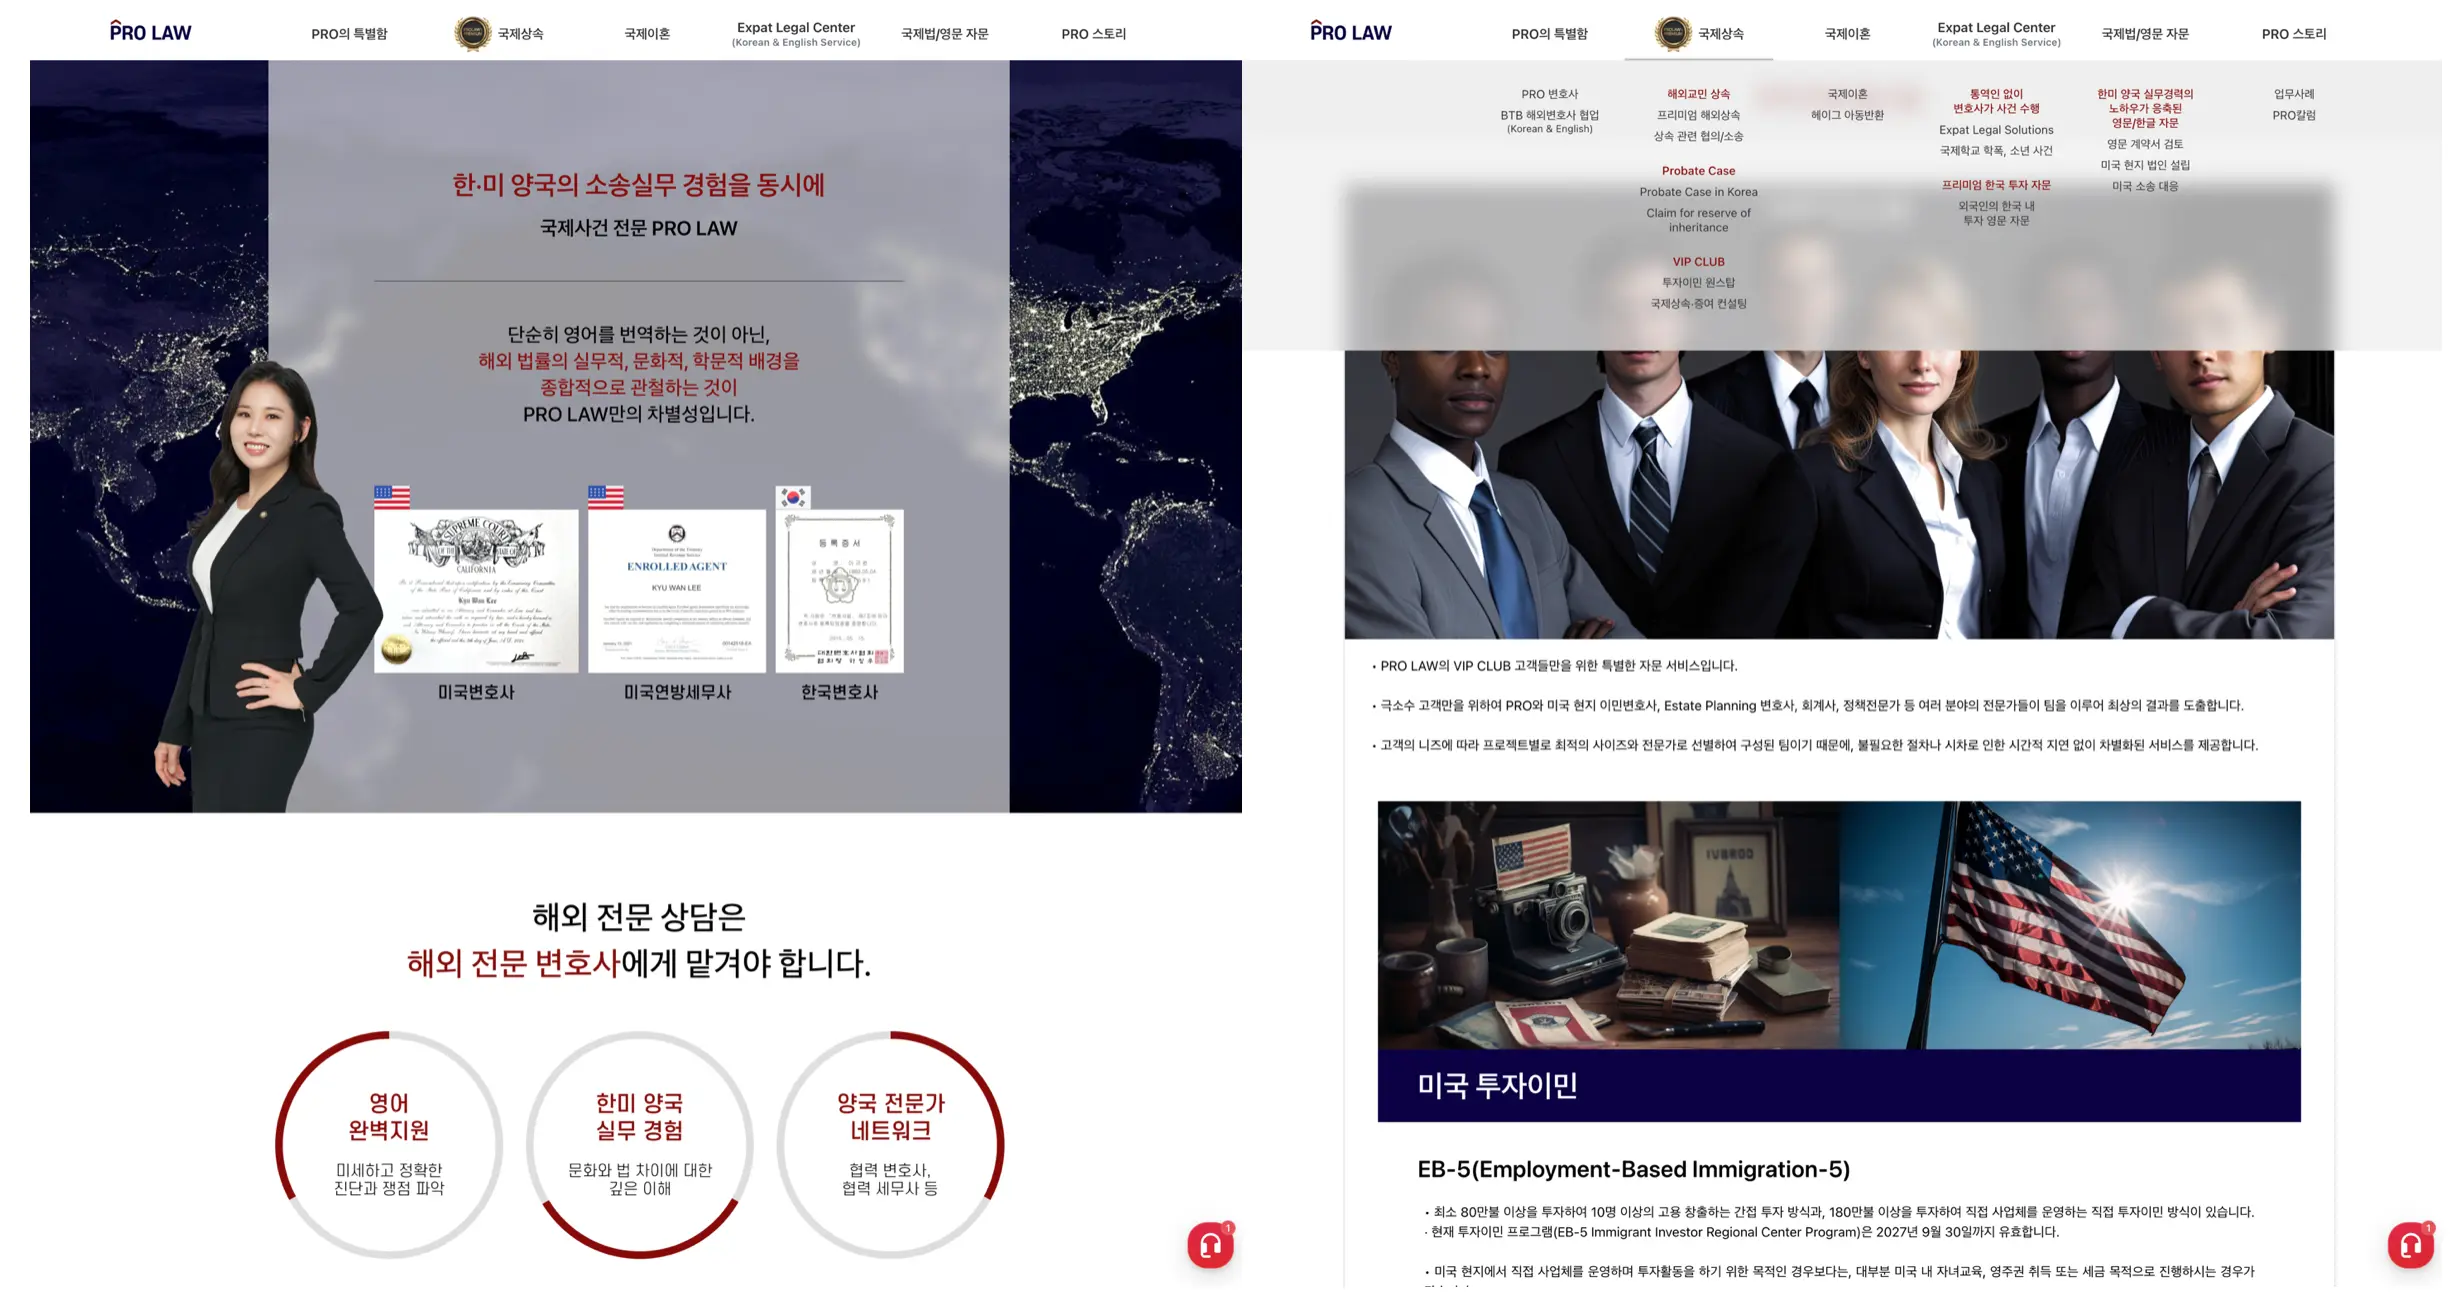 PRO LAW
PRO의 특별함
국제상속
국제이혼
Expat Legal Center
(Korean & English Service)
국제법/영문 자문
PRO 스토리
한·미 양국의 소송실무 경험을 동시에
국제사건 전문 PRO LAW
단순히 영어를 번역하는 것이 아닌,
해외 법률의 실무적, 문화적, 학문적 배경을
종합적으로 관철하는 것이
PRO LAW만의 차별성입니다.
SUPREME COURT
OF THE STATE OF
CALIFORNIA
Kyu Wan Lee
미국변호사
Department of the Treasury
Internal Revenue Service
ENROLLED AGENT
KYU WAN LEE
미국연방세무사
등록증서
대한변호사협회
한국변호사
해외 전문 상담은
해외 전문 변호사에게 맡겨야 합니다.
영어
완벽지원
미세하고 정확한
진단과 쟁점 파악
한미 양국
실무 경험
문화와 법 차이에 대한
깊은 이해
양국 전문가
네트워크
협력 변호사,
협력 세무사 등
1
PRO LAW
PRO의 특별함
국제상속
국제이혼
Expat Legal Center
(Korean & English Service)
국제법/영문 자문
PRO 스토리
PRO 변호사
BTB 해외변호사 협업
(Korean & English)
해외교민 상속
프리미엄 해외상속
상속 관련 협의/소송
Probate Case
Probate Case in Korea
Claim for reserve of
inheritance
VIP CLUB
투자이민 원스탑
국제상속·증여 컨설팅
국제이혼
헤이그 아동반환
통역인 없이
변호사가 사건 수행
Expat Legal Solutions
국제학교 학폭, 소년 사건
프리미엄 한국 투자 자문
외국인의 한국 내
투자 영문 자문
한미 양국 실무경력의
노하우가 응축된
영문/한글 자문
영문 계약서 검토
미국 현지 법인 설립
미국 소송 대응
업무사례
PRO칼럼
• PRO LAW의 VIP CLUB 고객들만을 위한 특별한 자문 서비스입니다.
• 극소수 고객만을 위하여 PRO와 미국 현지 이민변호사, Estate Planning 변호사, 회계사, 정책전문가 등 여러 분야의 전문가들이 팀을 이루어 최상의 결과를 도출합니다.
• 고객의 니즈에 따라 프로젝트별로 최적의 사이즈와 전문가로 선별하여 구성된 팀이기 때문에, 불필요한 절차나 시차로 인한 시간적 지연 없이 차별화된 서비스를 제공합니다.
미국 투자이민
EB-5(Employment-Based Immigration-5)
• 최소 80만불 이상을 투자하여 10명 이상의 고용 창출하는 간접 투자 방식과, 180만불 이상을 투자하여 직접 사업체를 운영하는 직접 투자이민 방식이 있습니다.
· 현재 투자이민 프로그램(EB-5 Immigrant Investor Regional Center Program)은 2027년 9월 30일까지 유효합니다.
• 미국 현지에서 직접 사업체를 운영하며 투자활동을 하기 위한 목적인 경우보다는, 대부분 미국 내 자녀교육, 영주권 취득 또는 세금 목적으로 진행하시는 경우가
1